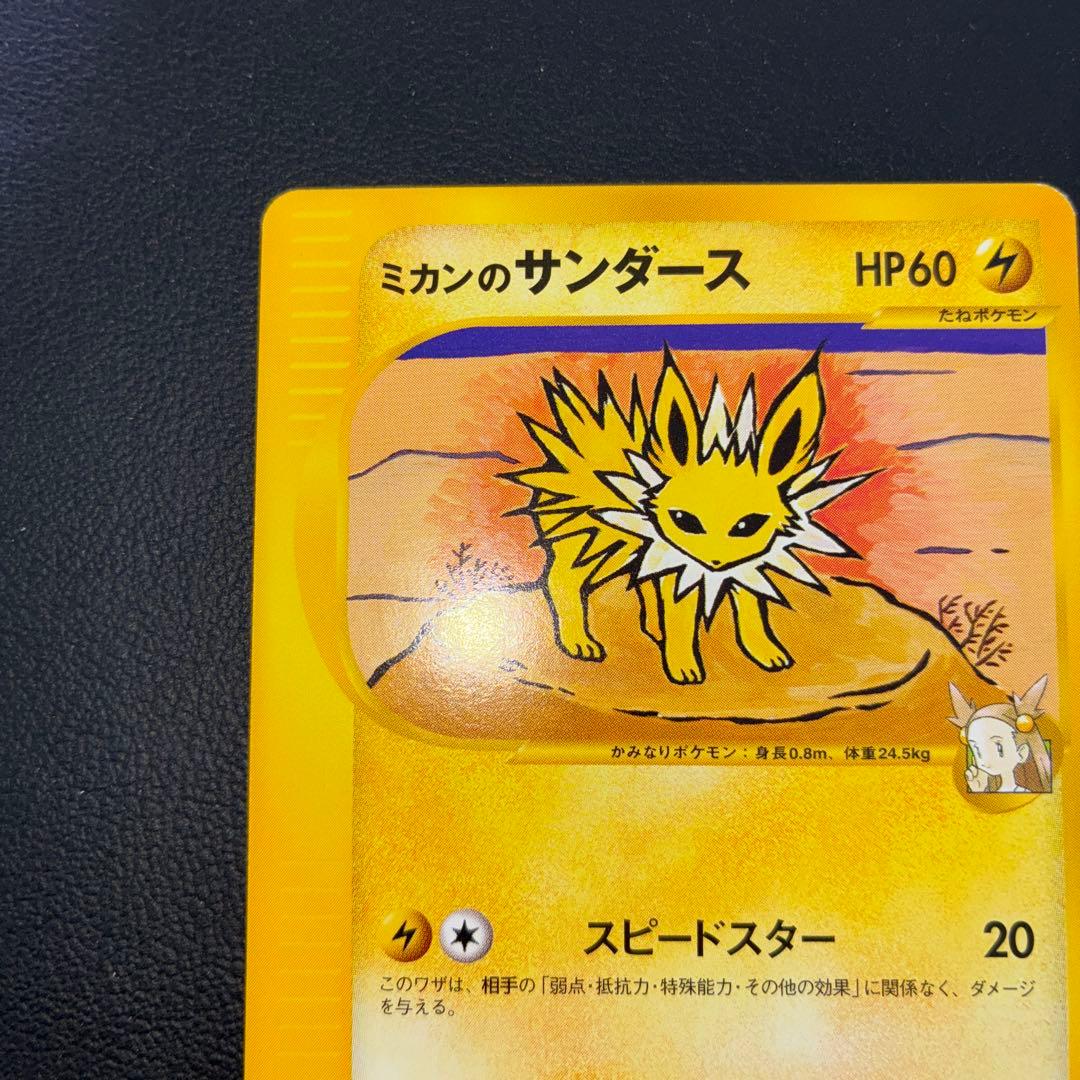 ミカンのサンダース HP60
たねポケモン
かみなりポケモン：身長0.8m、体重24.5kg
スピードスター 20
このワザは、相手の「弱点・抵抗力・特殊能力・その他の効果」に関係なく、ダメージ
を与える。